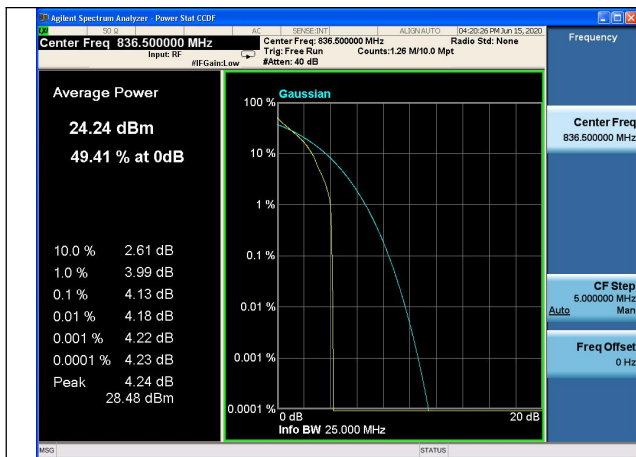 Agilent Spectrum Analyzer - Power Stat CCDF
50 Ω AC SENSE:INT ALIGN AUTO 04:20:26 PM Jun 15, 2020
Center Freq 836.500000 MHz
Input: RF
#IFGain:Low
Center Freq: 836.500000 MHz
Trig: Free Run
Counts:1.26 M/10.0 Mpt
#Atten: 40 dB
Radio Std: None
Average Power
24.24 dBm
49.41 % at 0dB
10.0 % 2.61 dB
1.0 % 3.99 dB
0.1 % 4.13 dB
0.01 % 4.18 dB
0.001 % 4.22 dB
0.0001 % 4.23 dB
Peak 4.24 dB
28.48 dBm
Gaussian
100 %
10 %
1 %
0.1 %
0.01 %
0.001 %
0.0001 %
0 dB 20 dB
Info BW 25.000 MHz
Frequency
Center Freq
836.500000 MHz
CF Step
5.000000 MHz
Auto Man
Freq Offset
0 Hz
MSG STATUS